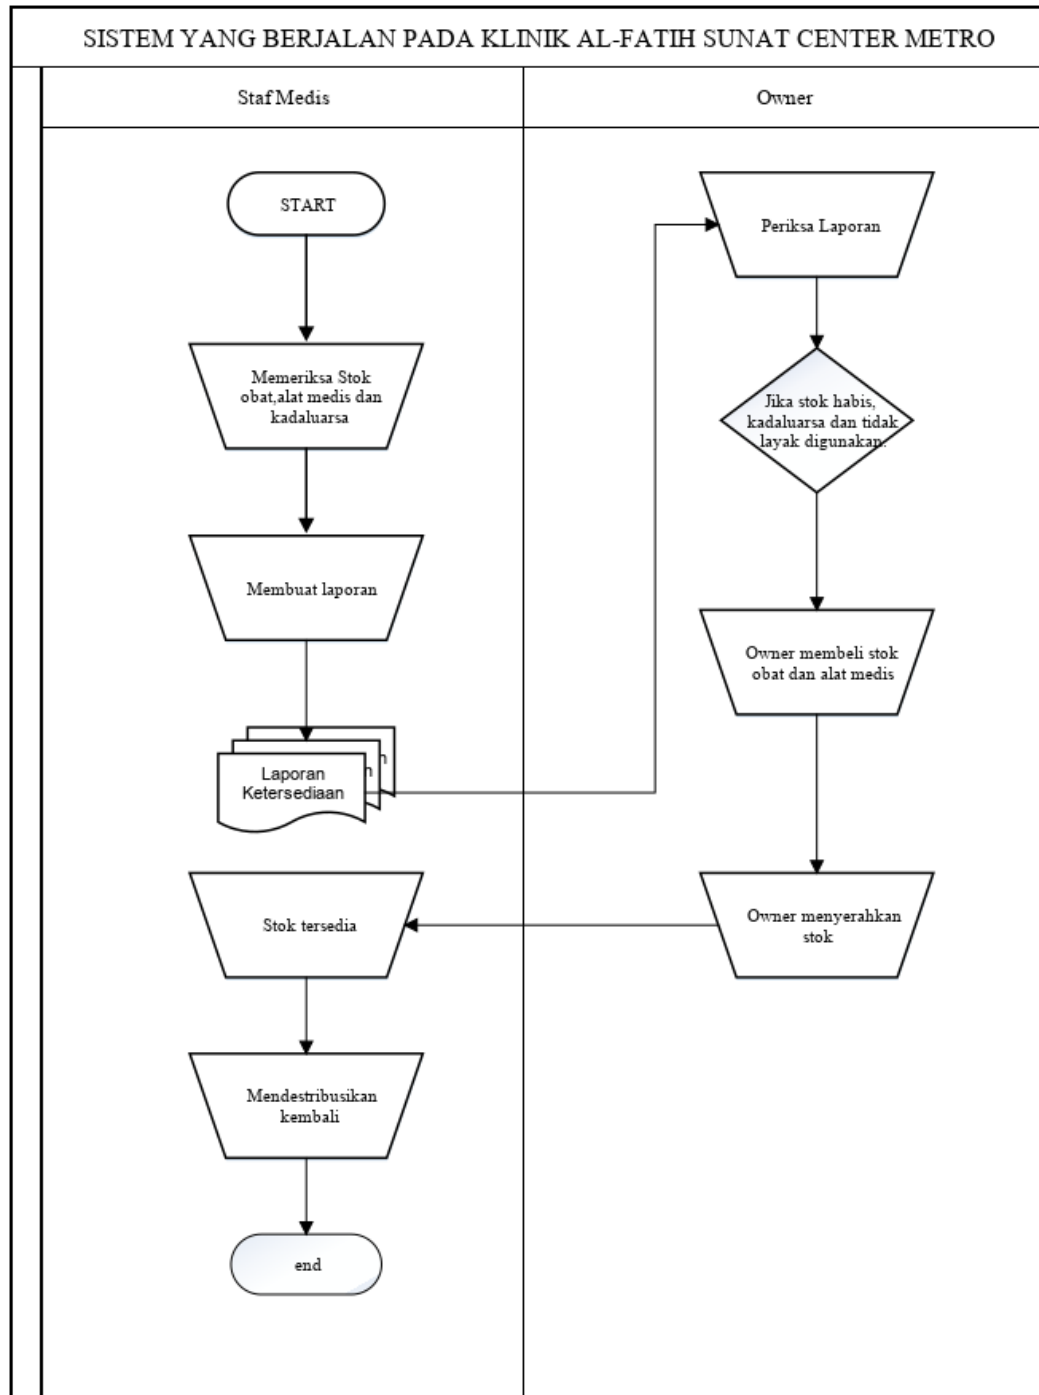 SISTEM YANG BERJALAN PADA KLINIK AL-FATIH SUNAT CENTER METRO
Staf Medis
Owner
START
Memeriksa Stok
obat,alat medis dan
kadaluarsa
Membuat laporan
Laporan
Ketersediaan
n
n
Periksa Laporan
Jika stok habis,
kadaluarsa dan tidak
layak digunakan.
Owner membeli stok
obat dan alat medis
Owner menyerahkan
stok
Stok tersedia
Mendestribusikan
kembali
end